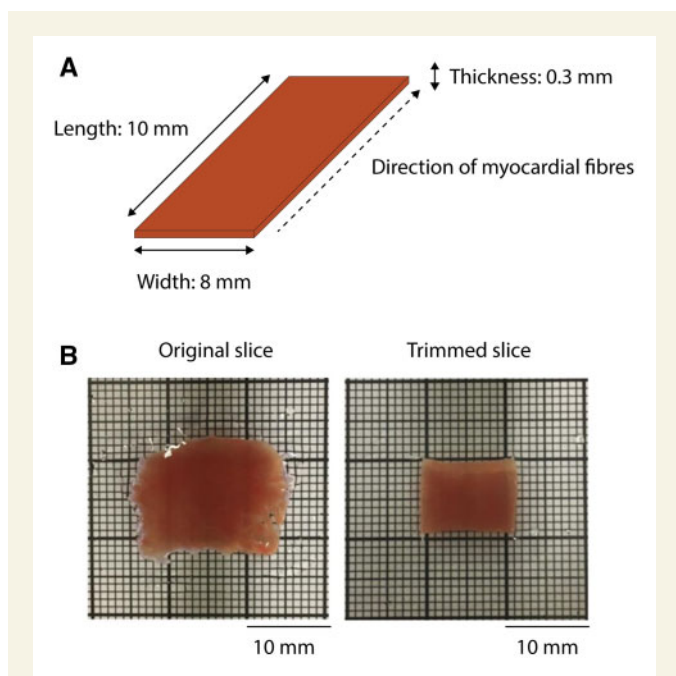 A
Thickness: 0.3 mm
Length: 10 mm
Direction of myocardial fibres
Width: 8 mm
B
Original slice
Trimmed slice
10 mm
10 mm